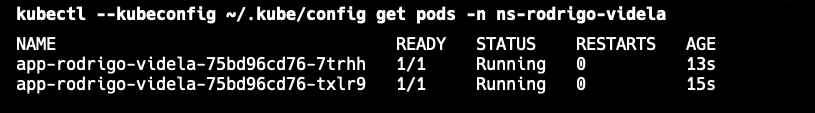 kubectl --kubeconfig ~/.kube/config get pods -n ns-rodrigo-videla
NAME READY STATUS RESTARTS AGE
app-rodrigo-videla-75bd96cd76-7trhh 1/1 Running 0 13s
app-rodrigo-videla-75bd96cd76-txlr9 1/1 Running 0 15s